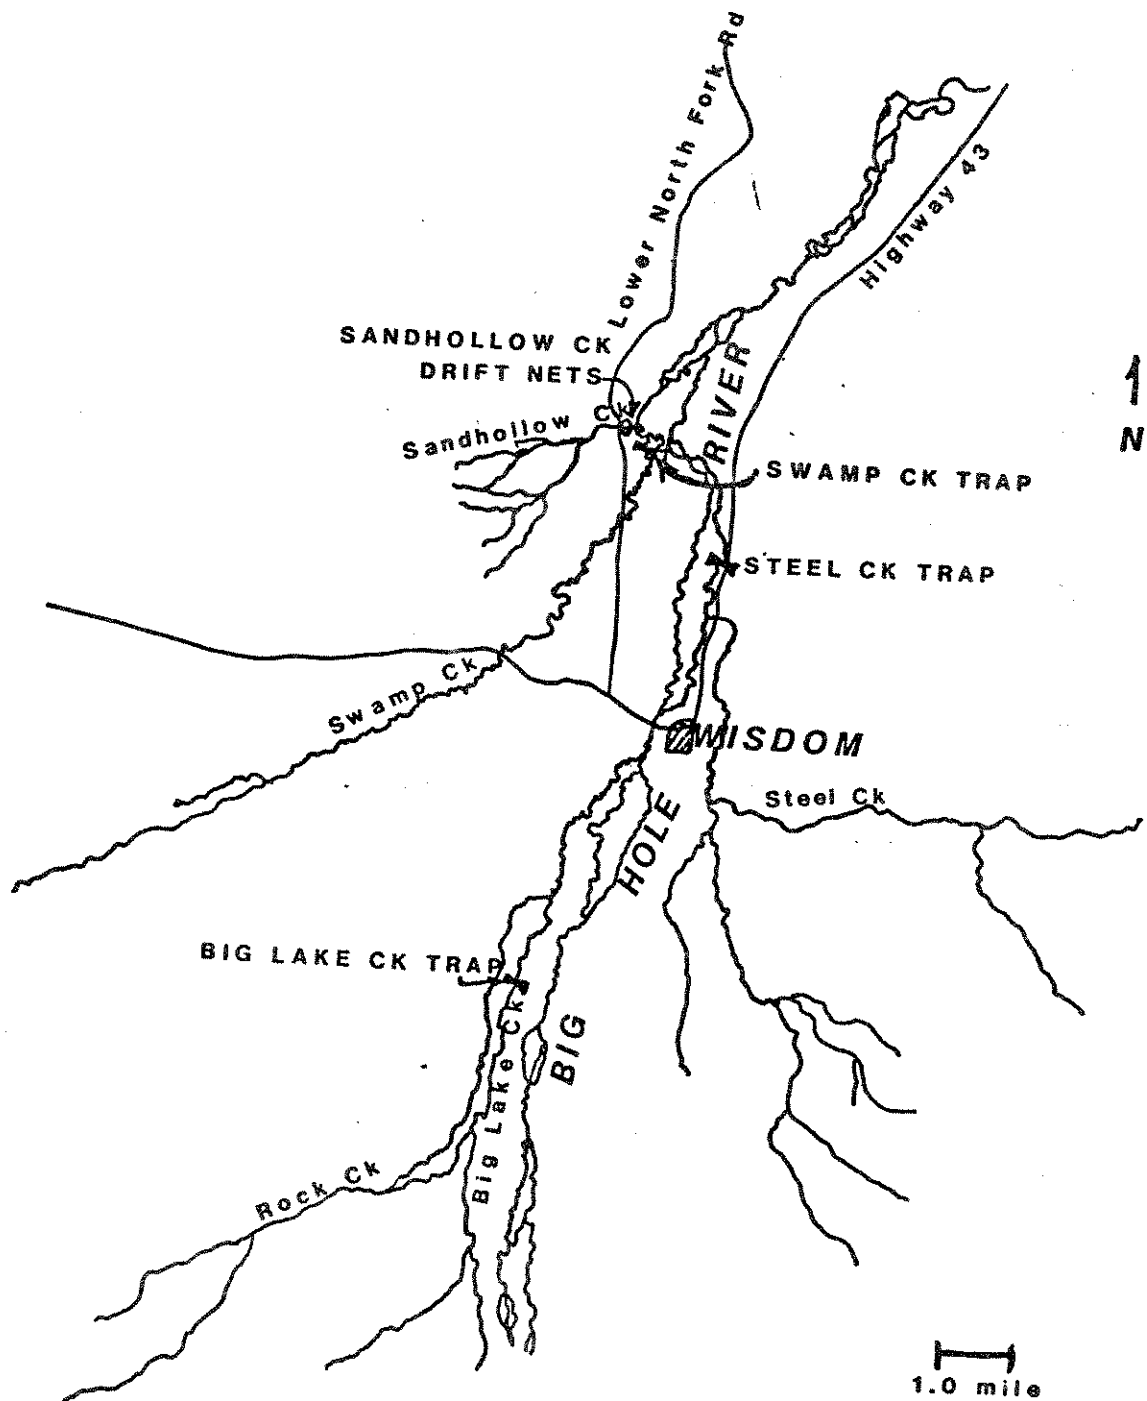 Lower North Fork Rd
Highway 43
SANDHOLLOW CK
DRIFT NETS
Sandhollow Ck
RIVER
N
SWAMP CK TRAP
STEEL CK TRAP
Swamp Ck
WISDOM
Steel Ck
HOLE
BIG LAKE CK TRAP
Big Lake Ck
BIG
Rock Ck
1.0 mile